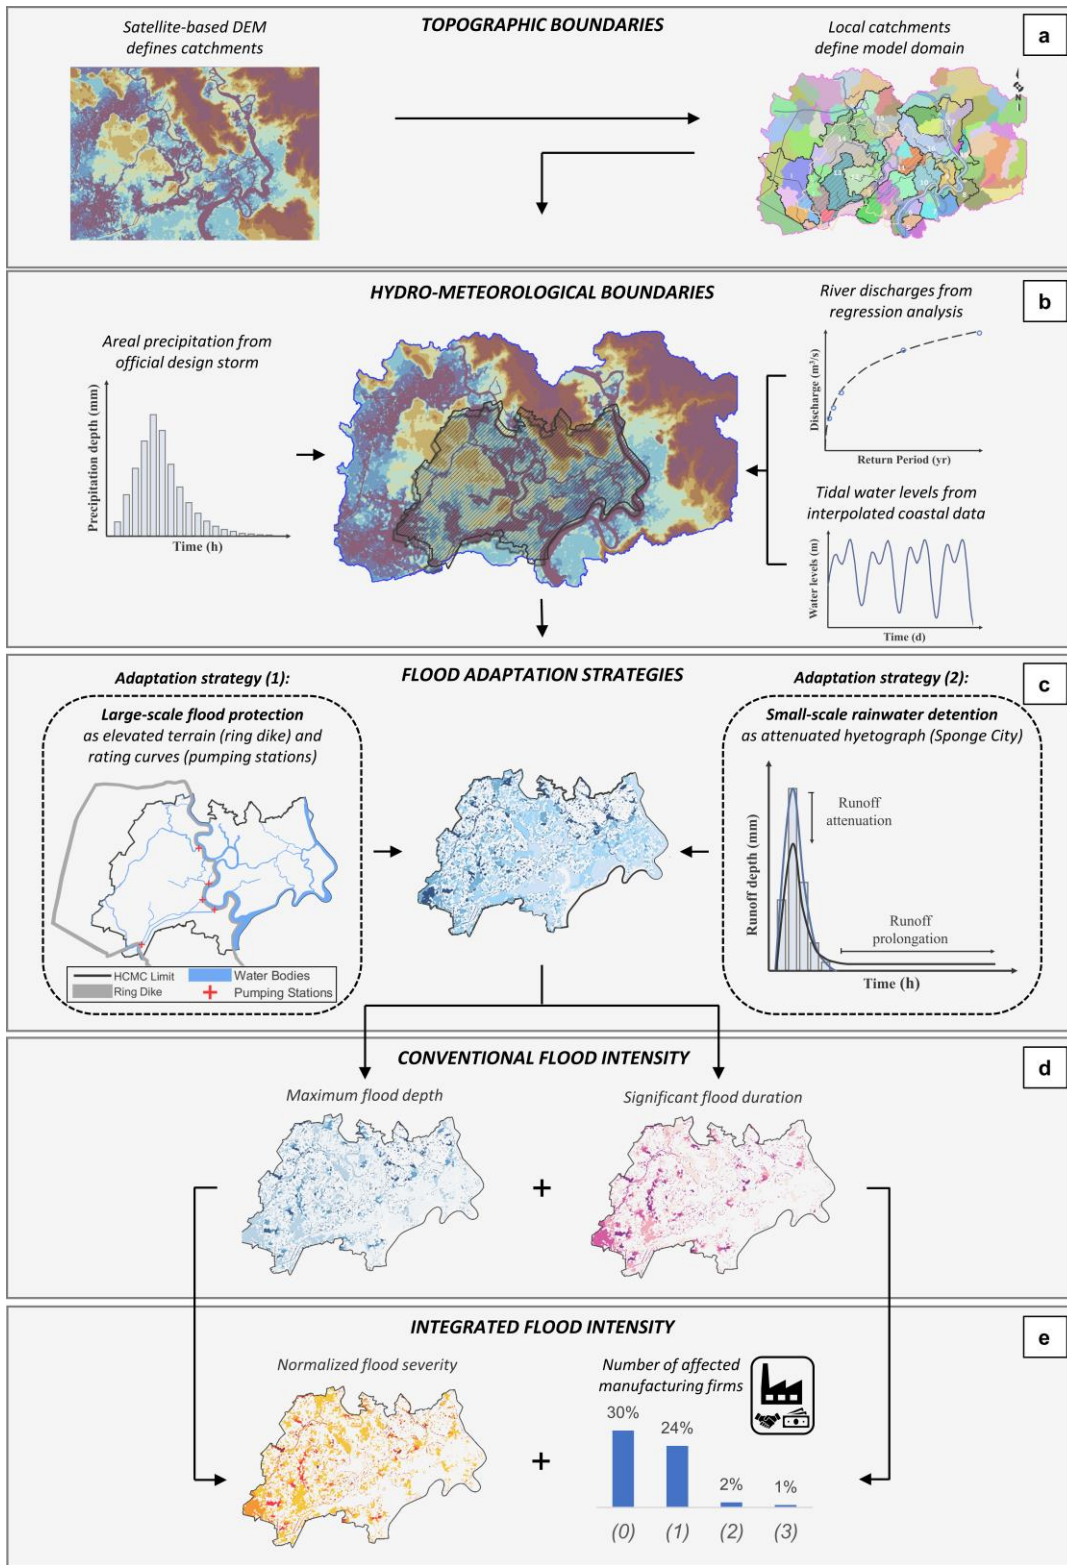 Satellite-based DEM
defines catchments
TOPOGRAPHIC BOUNDARIES
Local catchments
define model domain
a
N
HYDRO-METEOROLOGICAL BOUNDARIES
b
Areal precipitation from
official design storm
Precipitation depth (mm)
Time (h)
River discharges from
regression analysis
Discharge (m³/s)
Return Period (yr)
Tidal water levels from
interpolated coastal data
Water levels (m)
Time (d)
FLOOD ADAPTATION STRATEGIES
c
Adaptation strategy (1):
Large-scale flood protection
as elevated terrain (ring dike) and
rating curves (pumping stations)
HCMC Limit
Water Bodies
Ring Dike
Pumping Stations
Adaptation strategy (2):
Small-scale rainwater detention
as attenuated hyetograph (Sponge City)
Runoff depth (mm)
Runoff
attenuation
Runoff
prolongation
Time (h)
CONVENTIONAL FLOOD INTENSITY
d
Maximum flood depth
Significant flood duration
+
INTEGRATED FLOOD INTENSITY
e
Normalized flood severity
+
Number of affected
manufacturing firms
30%
24%
2%
1%
(0)
(1)
(2)
(3)